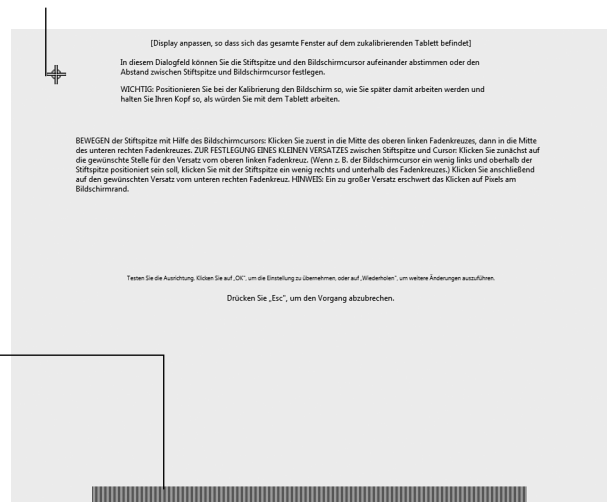 [Display anpassen, so dass sich das gesamte Fenster auf dem zukalibrierenden Tablett befindet]
In diesem Dialogfeld können Sie die Stiftspitze und den Bildschirmcursor aufeinander abstimmen oder den
Abstand zwischen Stiftspitze und Bildschirmcursor festlegen.
WICHTIG: Positionieren Sie bei der Kalibrierung den Bildschirm so, wie Sie später damit arbeiten werden und
halten Sie Ihren Kopf so, als würden Sie mit dem Tablett arbeiten.
BEWEGEN der Stiftspitze mit Hilfe des Bildschirmcursors: Klicken Sie zuerst in die Mitte des oberen linken Fadenkreuzes, dann in die Mitte
des unteren rechten Fadenkreuzes. ZUR FESTLEGUNG EINES KLEINEN VERSATZES zwischen Stiftspitze und Cursor: Klicken Sie zunächst auf
die gewünschte Stelle für den Versatz vom oberen linken Fadenkreuz. (Wenn z. B. der Bildschirmcursor ein wenig links und oberhalb der
Stiftspitze positioniert sein soll, klicken Sie mit der Stiftspitze ein wenig rechts und unterhalb des Fadenkreuzes.) Klicken Sie anschließend
auf den gewünschten Versatz vom unteren rechten Fadenkreuz. HINWEIS: Ein zu großer Versatz erschwert das Klicken auf Pixels am
Bildschirmrand.
Testen Sie die Ausrichtung. Klicken Sie auf „OK", um die Einstellung zu übernehmen, oder auf „Wiederholen", um weitere Änderungen auszuführen.
Drücken Sie „Esc", um den Vorgang abzubrechen.